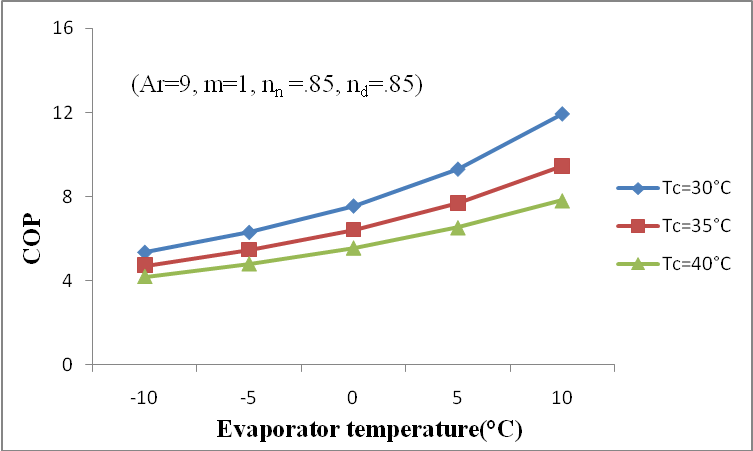 16
(Ar=9, m=1, nn =.85, nd=.85)
12
8
4
0
COP
-10 -5 0 5 10
Evaporator temperature(°C)
Tc=30°C
Tc=35°C
Tc=40°C